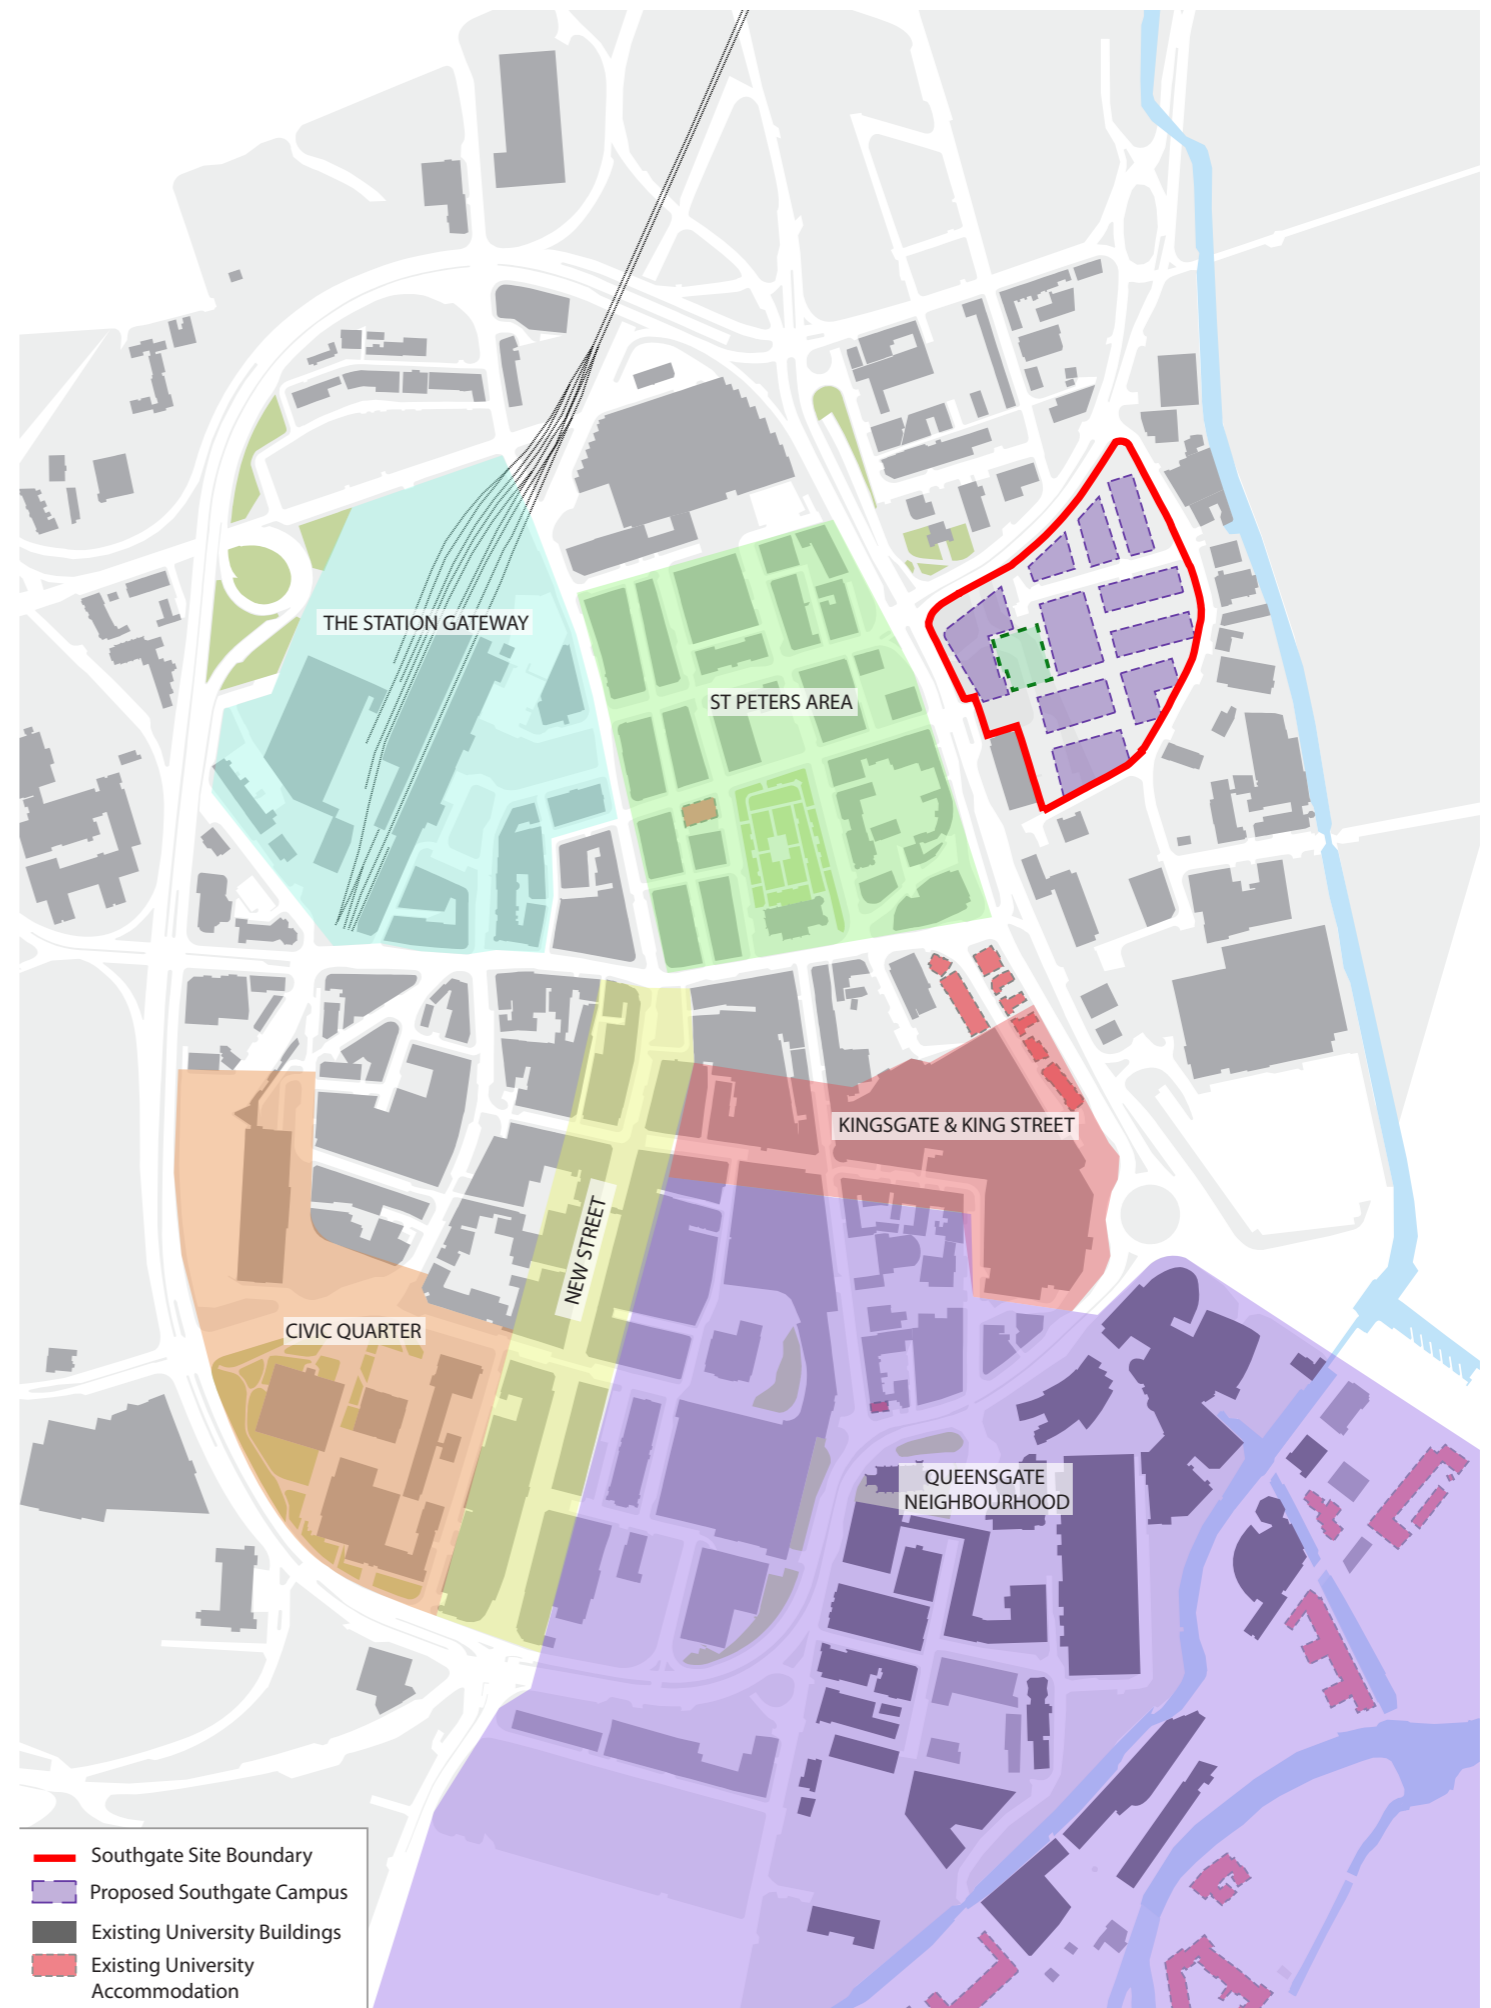 THE STATION GATEWAY
ST PETERS AREA
KINGSGATE & KING STREET
NEW STREET
CIVIC QUARTER
QUEENSGATE
NEIGHBOURHOOD
Southgate Site Boundary
Proposed Southgate Campus
Existing University Buildings
Existing University
Accommodation